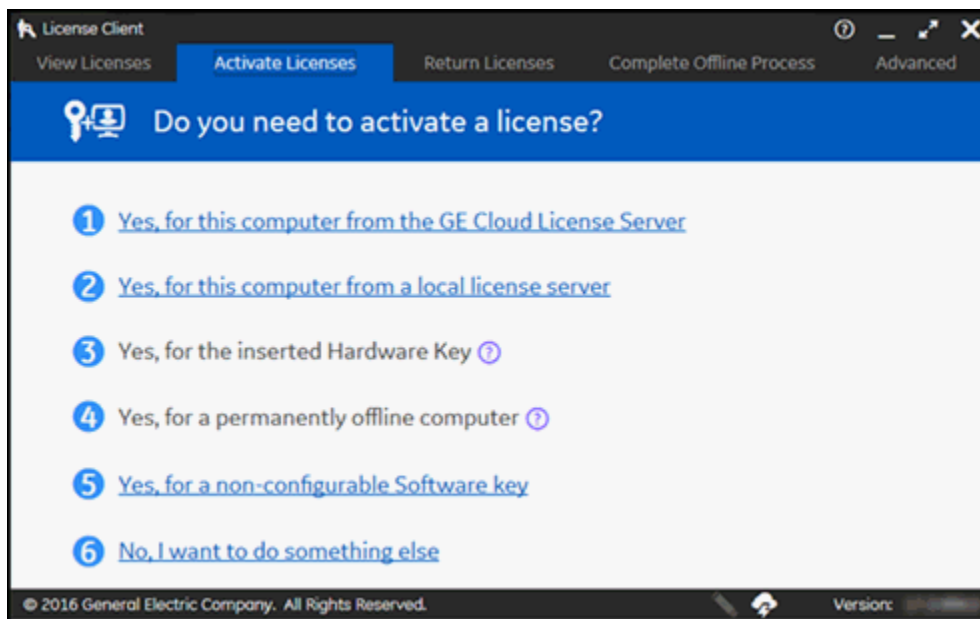 License Client
View Licenses Activate Licenses Return Licenses Complete Offline Process Advanced
Do you need to activate a license?
1 Yes, for this computer from the GE Cloud License Server
2 Yes, for this computer from a local license server
3 Yes, for the inserted Hardware Key ?
4 Yes, for a permanently offline computer ?
5 Yes, for a non-configurable Software key
6 No, I want to do something else
© 2016 General Electric Company. All Rights Reserved. Version: